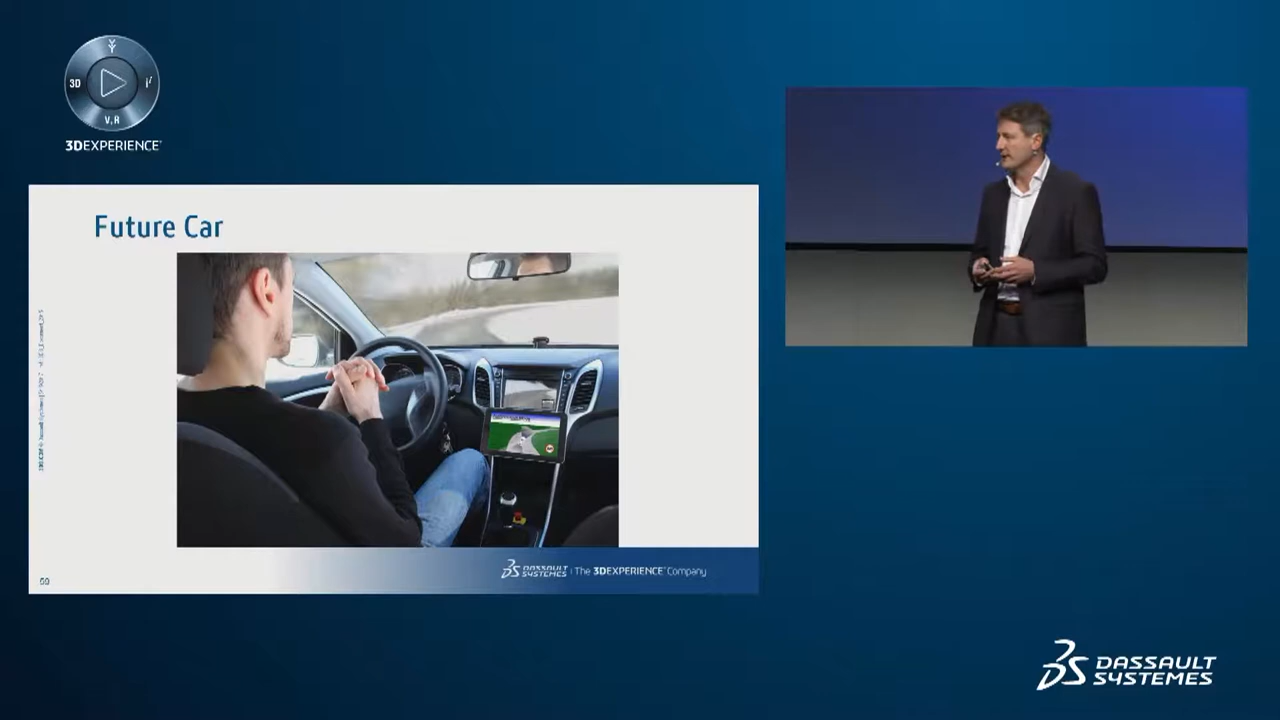 3D
V.R
3DEXPERIENCE
Future Car
60
DASSAULT
SYSTEMES
The 3DEXPERIENCE Company
DASSAULT
SYSTEMES